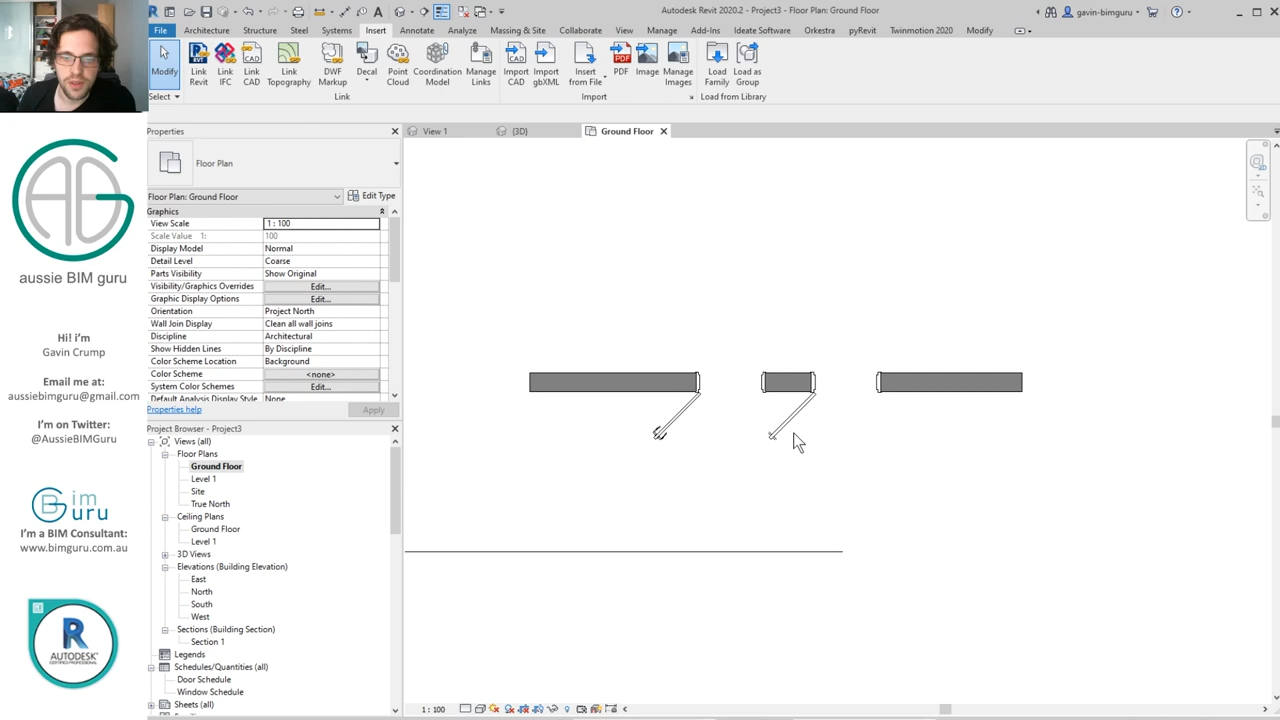 Autodesk Revit 2020.2 - Project3 - Floor Plan: Ground Floor
gavin-bimguru
File Architecture Structure Steel Systems Insert Annotate Analyze Massing & Site Collaborate View Manage Add-Ins Ideate Software Orkestra pyRevit Twinmotion 2020 Modify
Modify
Link Revit
Link IFC
Link CAD
Link Topography
DWF Markup
Decal
Point Cloud
Coordination Model
Manage Links
Import CAD
Import gbXML
Insert from File
PDF
Image
Manage Images
Load Family
Load as Group
Select
Link
Import
Load from Library
Properties
View 1
{3D}
Ground Floor
Floor Plan
Floor Plan: Ground Floor
Edit Type
Graphics
View Scale 1 : 100
Scale Value 1: 100
Display Model Normal
Detail Level Coarse
Parts Visibility Show Original
Visibility/Graphics Overrides Edit...
Graphic Display Options Edit...
Orientation Project North
Wall Join Display Clean all wall joins
Discipline Architectural
Show Hidden Lines By Discipline
Color Scheme Location Background
Color Scheme <none>
System Color Schemes Edit...
Default Analysis Display Style None
Properties help
Apply
Project Browser - Project3
Views (all)
Floor Plans
Ground Floor
Level 1
Site
True North
Ceiling Plans
Ground Floor
Level 1
3D Views
Elevations (Building Elevation)
East
North
South
West
Sections (Building Section)
Section 1
Legends
Schedules/Quantities (all)
Door Schedule
Window Schedule
Sheets (all)
1 : 100
aussie BIM guru
Hi! i'm
Gavin Crump
Email me at:
aussiebimguru@gmail.com
I'm on Twitter:
@AussieBIMGuru
Bim
Guru
I'm a BIM Consultant:
www.bimguru.com.au
R
AUTODESK
CERTIFIED PROFESSIONAL